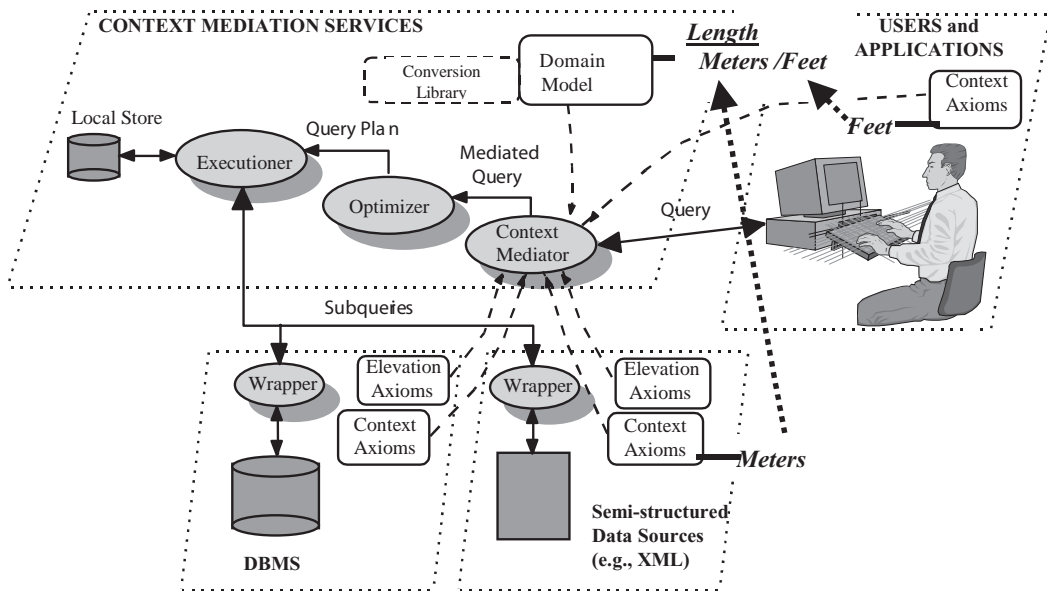 CONTEXT MEDIATION SERVICES
Length
Meters /Feet
USERS and
APPLICATIONS
Conversion
Library
Domain
Model
Context
Axioms
Feet
Local Store
Query Plan
Executioner
Mediated
Query
Optimizer
Context
Mediator
Query
Subqueries
Wrapper
Elevation
Axioms
Context
Axioms
DBMS
Wrapper
Elevation
Axioms
Context
Axioms
Meters
Semi-structured
Data Sources
(e.g., XML)